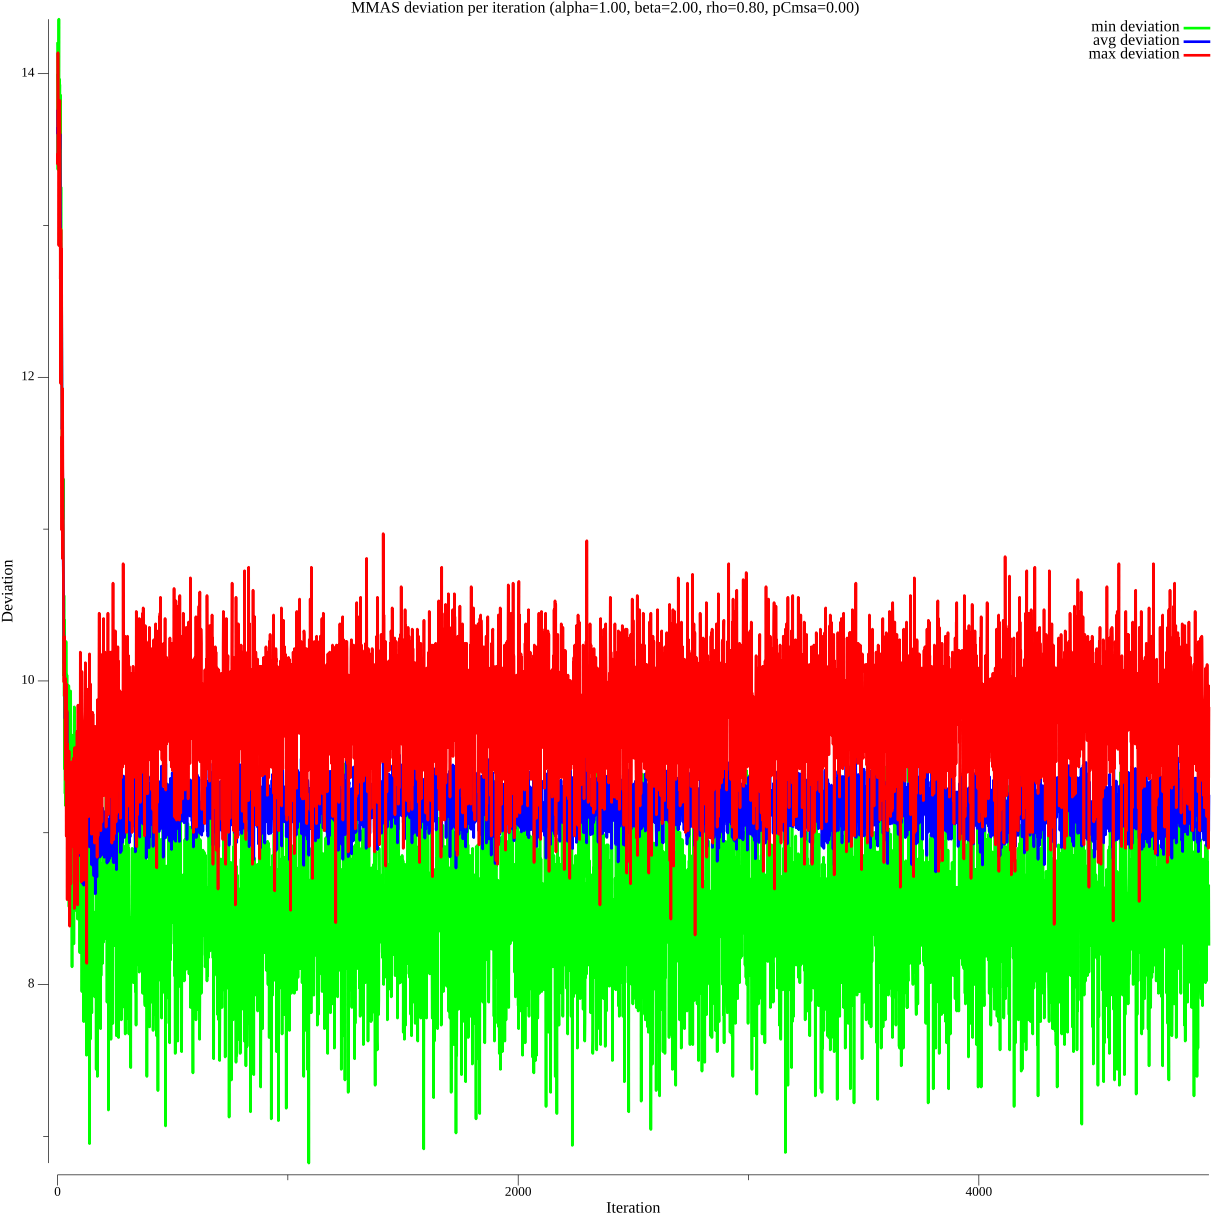 MMAS deviation per iteration (alpha=1.00, beta=2.00, rho=0.80, pCmsa=0.00)
min deviation
avg deviation
max deviation
14
12
10
8
Deviation
0
2000
4000
Iteration